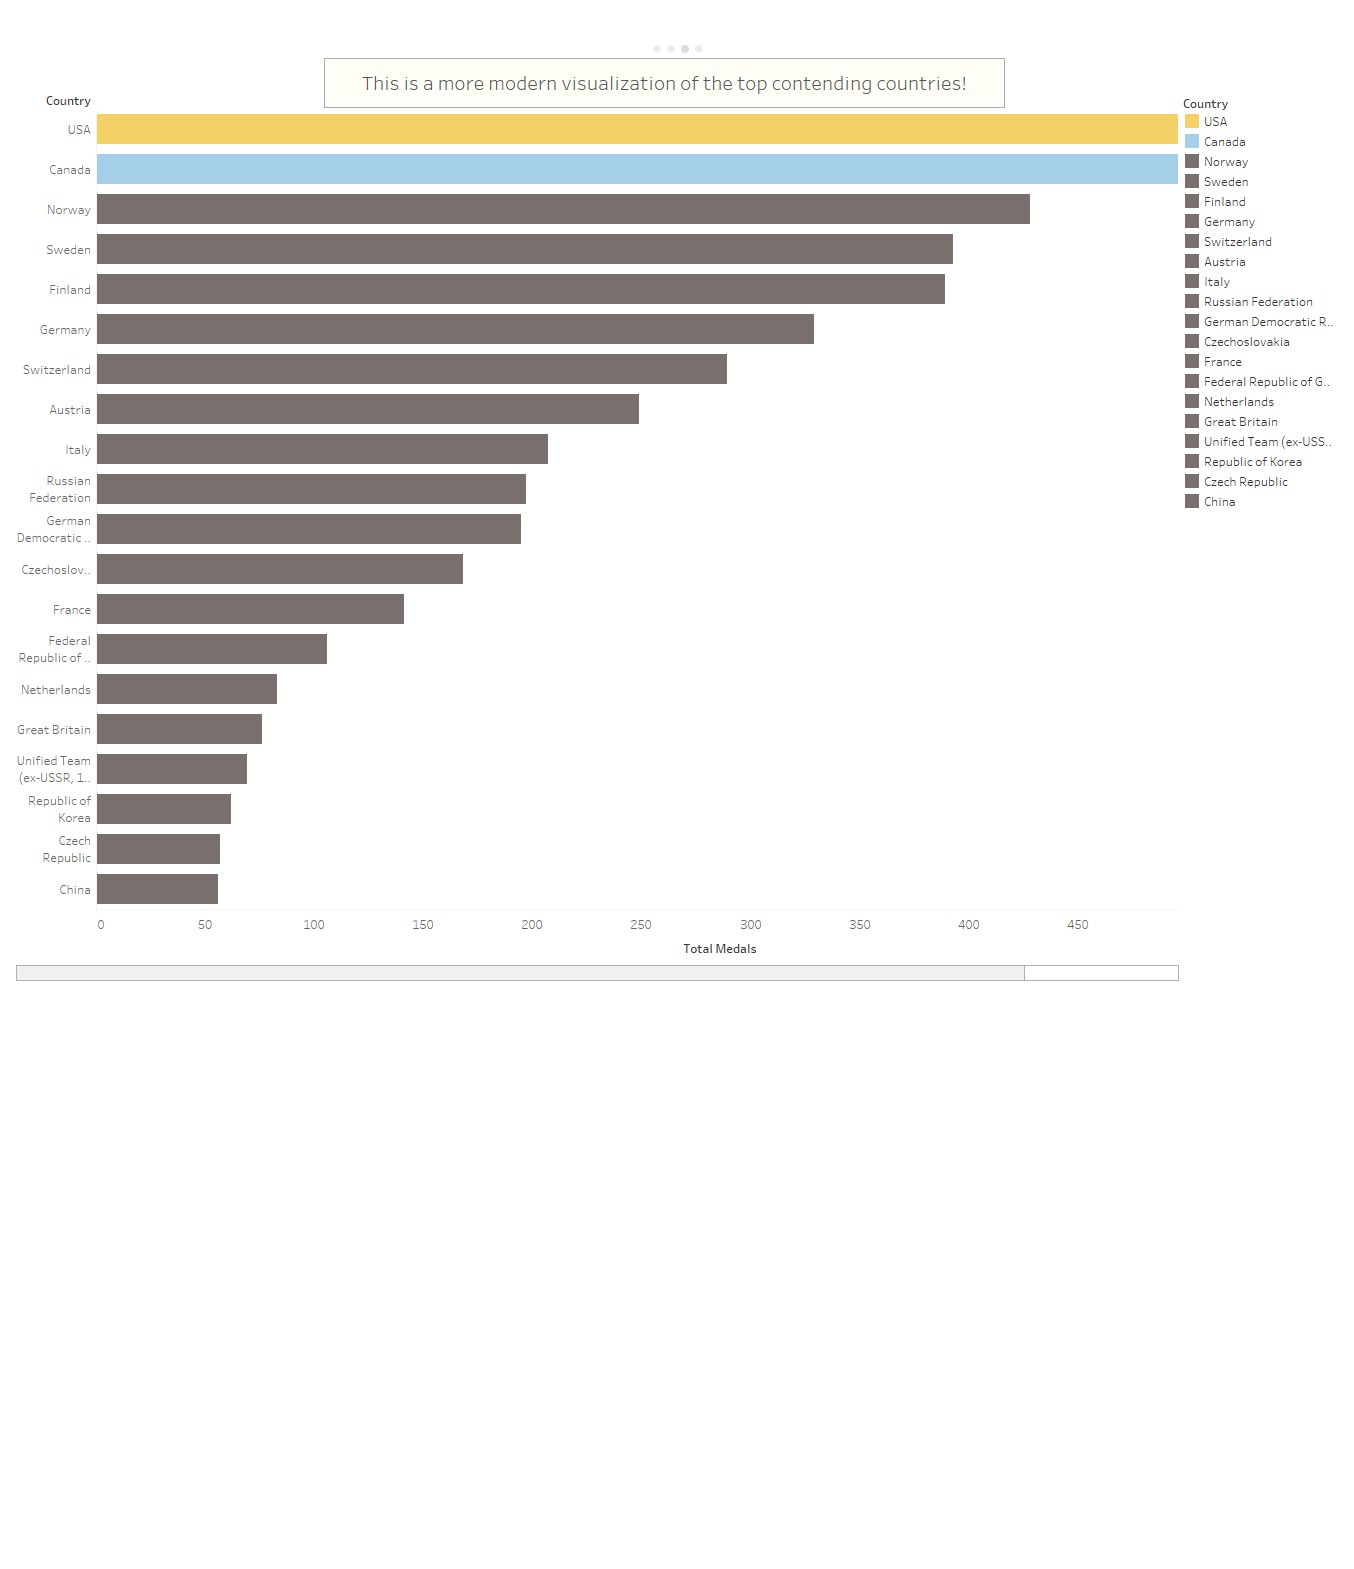 This is a more modern visualization of the top contending countries!
Country
USA
Canada
Norway
Sweden
Finland
Germany
Switzerland
Austria
Italy
Russian
Federation
German
Democratic ..
Czechoslov..
France
Federal
Republic of ..
Netherlands
Great Britain
Unified Team
(ex-USSR, 1..
Republic of
Korea
Czech
Republic
China
0 50 100 150 200 250 300 350 400 450
Total Medals
Country
USA
Canada
Norway
Sweden
Finland
Germany
Switzerland
Austria
Italy
Russian Federation
German Democratic R..
Czechoslovakia
France
Federal Republic of G..
Netherlands
Great Britain
Unified Team (ex-USS..
Republic of Korea
Czech Republic
China